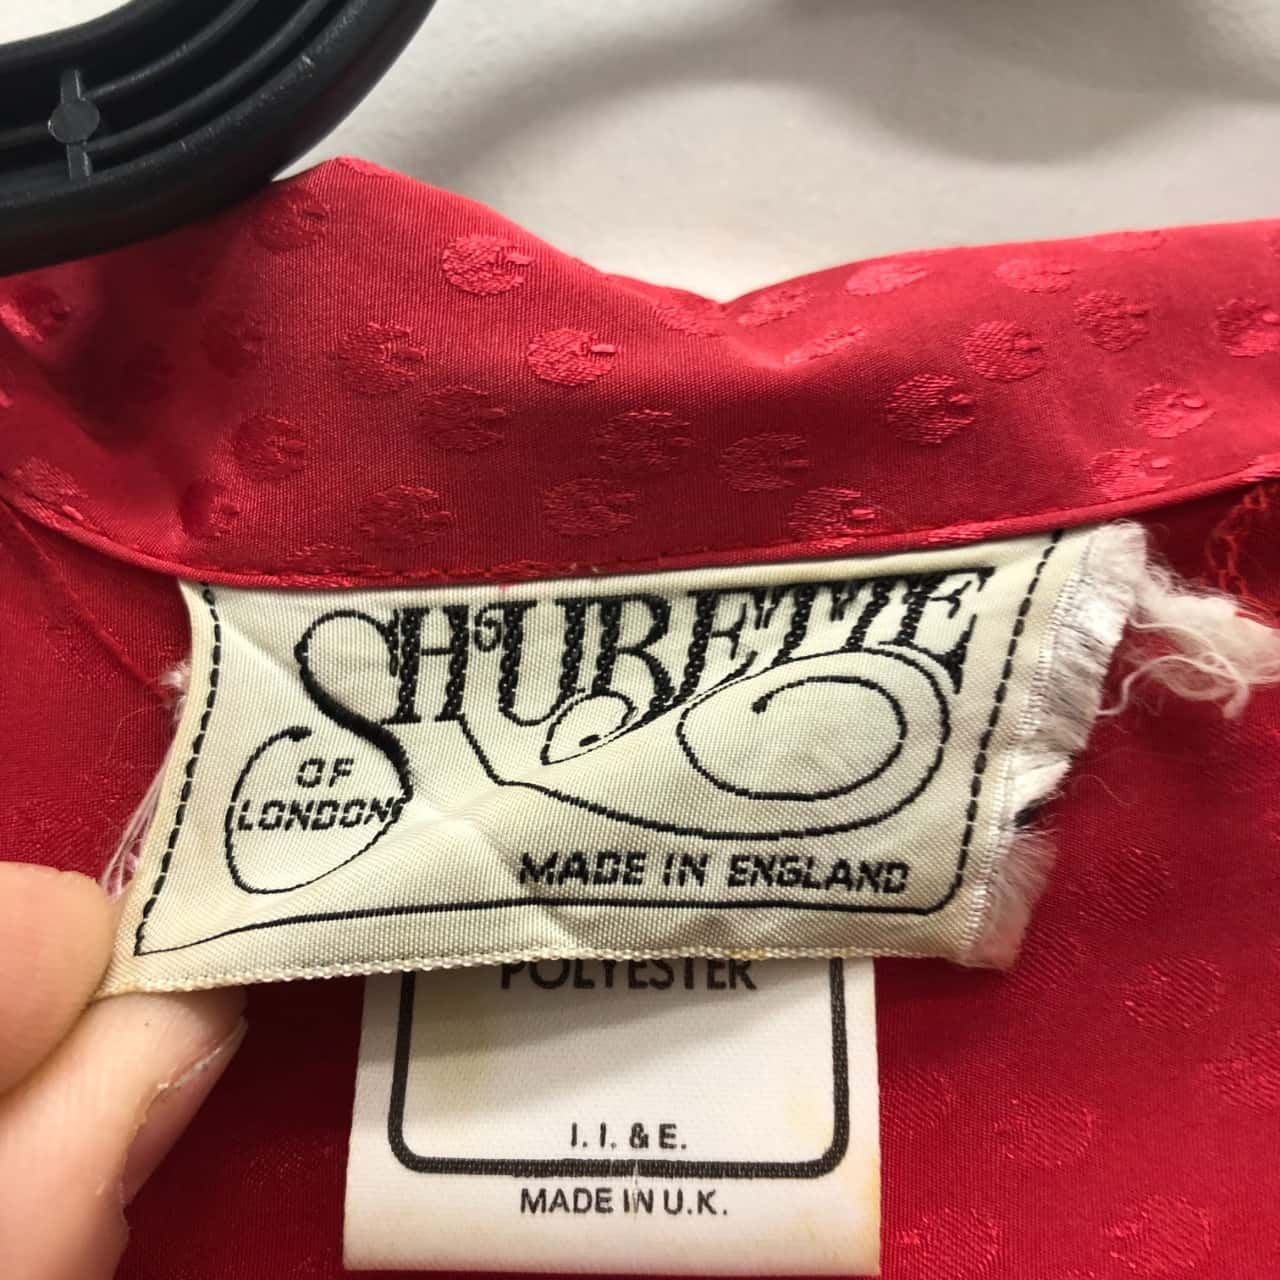 SHUBETTE
OF
LONDON
MADE IN ENGLAND
POLYESTER
I. I. & E.
MADE IN U.K.